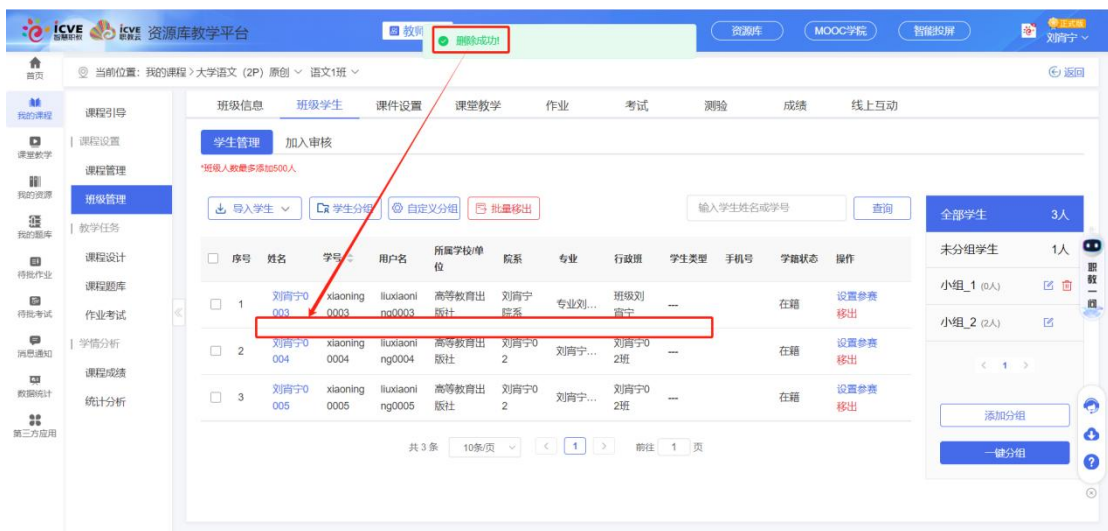 icve 智慧职教 icve 职教云 资源库教学平台
删除成功!
资源库
MOOC学院
智能投屏
正式版
刘宵宁
首页
当前位置：我的课程 > 大学语文（2P）原创 语文1班
返回
我的课程
课堂教学
我的资源
我的题库
待批作业
待批考试
消息通知
数据统计
第三方应用
课程引导
课程设置
课程管理
班级管理
教学任务
课程设计
课程题库
作业考试
学情分析
课程成绩
统计分析
班级信息 班级学生 课件设置 课堂教学 作业 考试 测验 成绩 线上互动
学生管理 加入审核
*班级人数最多添加500人
导入学生 学生分组 自定义分组 批量移出 输入学生姓名或学号 查询
序号 姓名 学号 用户名 所属学校/单位 院系 专业 行政班 学生类型 手机号 学籍状态 操作
1 刘宵宁0003 xiaoning0003 liuxiaoning0003 高等教育出版社 刘宵宁院系 专业刘... 班级刘宵宁 --- 在籍 设置参赛 移出
2 刘宵宁0004 xiaoning0004 liuxiaoning0004 高等教育出版社 刘宵宁02 刘宵宁... 刘宵宁02班 --- 在籍 设置参赛 移出
3 刘宵宁0005 xiaoning0005 liuxiaoning0005 高等教育出版社 刘宵宁02 刘宵宁... 刘宵宁02班 --- 在籍 设置参赛 移出
共 3 条 10条/页 < 1 > 前往 1 页
全部学生 3人
未分组学生 1人
小组_1 (0人)
小组_2 (2人)
< 1 >
添加分组
一键分组